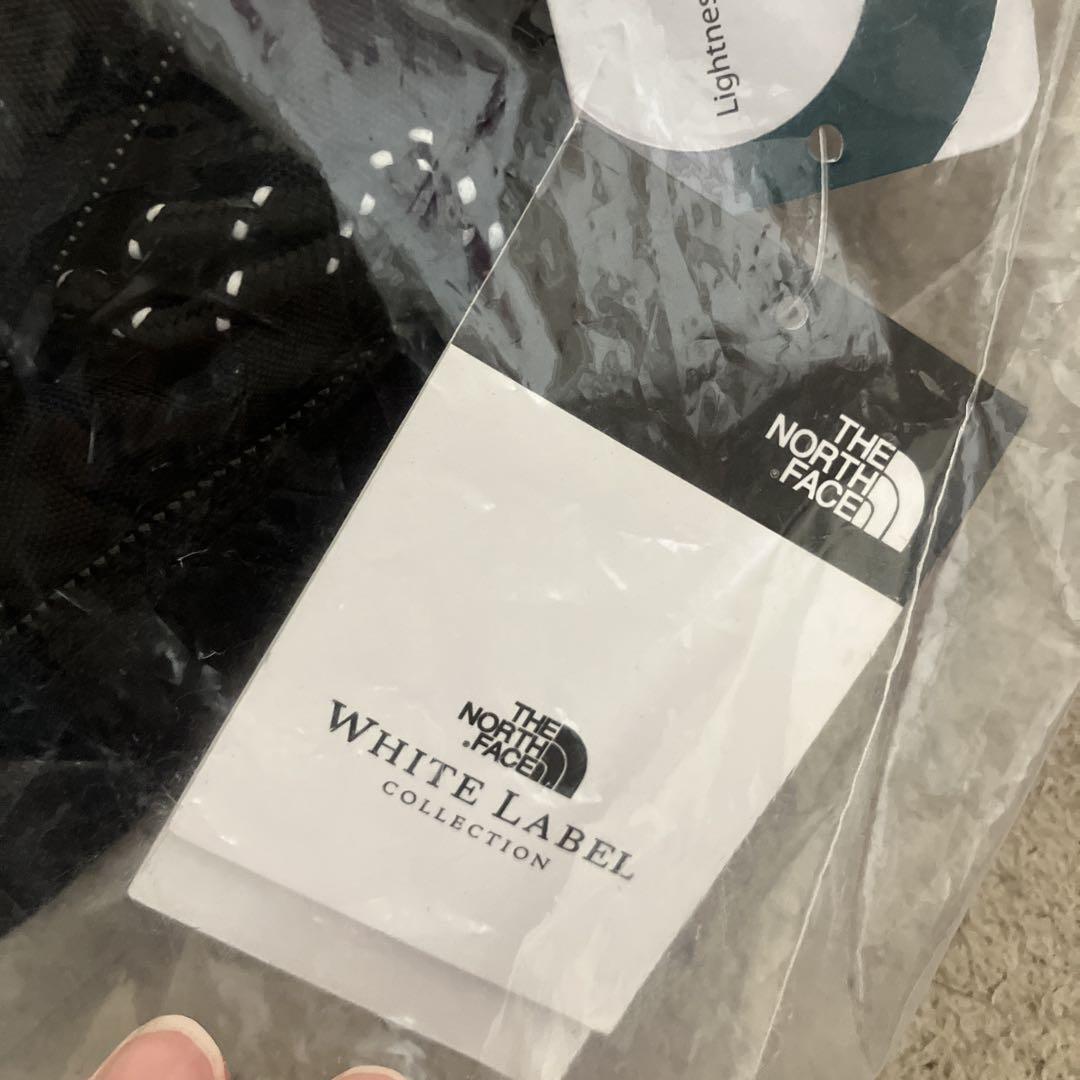 Lightnes
THE
NORTH
FACE
®
THE
NORTH
FACE
WHITE LABEL
COLLECTION